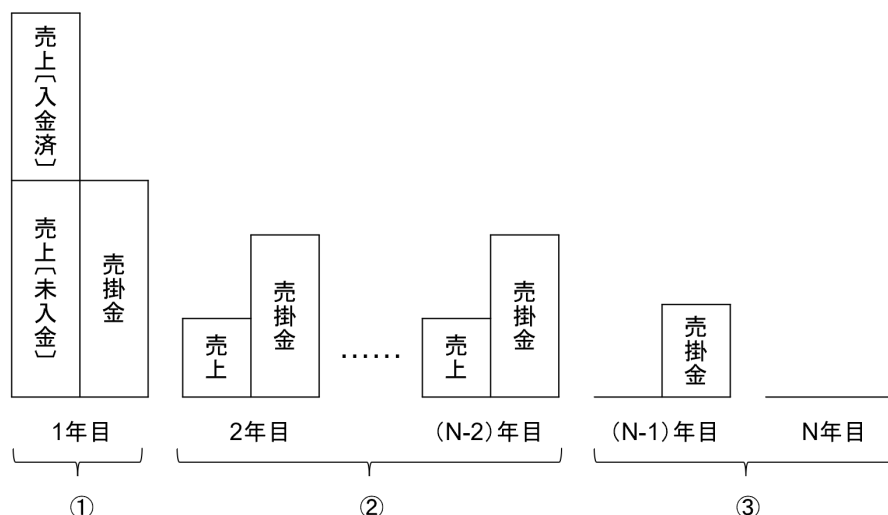 売上〔入金済〕
売上〔未入金〕
売掛金
売上
売掛金
……
売上
売掛金
売掛金
1年目
2年目
(N-2)年目
(N-1)年目
N年目
①
②
③